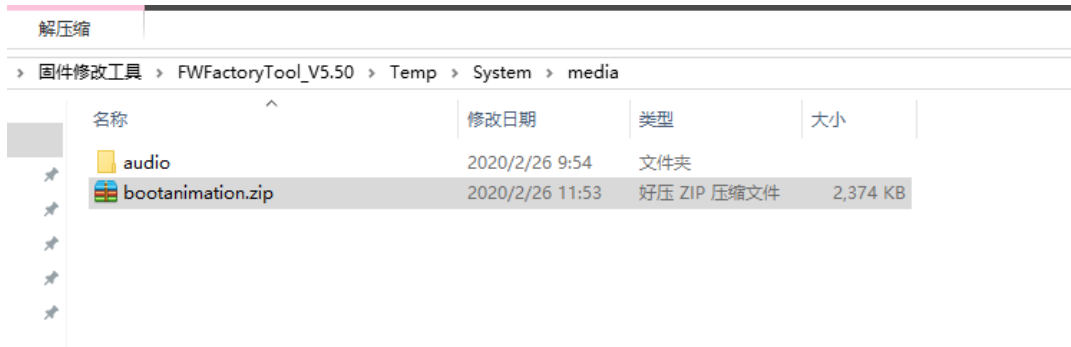 解压缩
› 固件修改工具 › FWFactoryTool_V5.50 › Temp › System › media
名称 修改日期 类型 大小
audio 2020/2/26 9:54 文件夹
bootanimation.zip 2020/2/26 11:53 好压 ZIP 压缩文件 2,374 KB